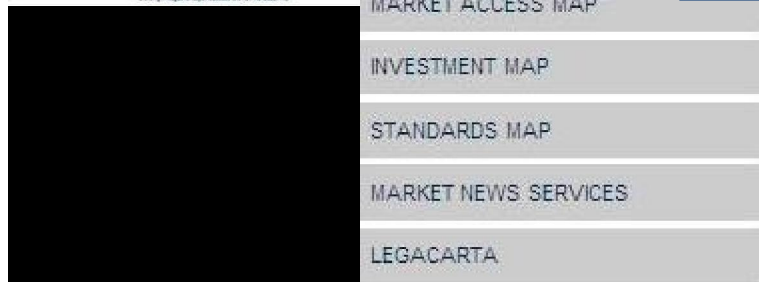 MARKET ACCESS MAP
INVESTMENT MAP
STANDARDS MAP
MARKET NEWS SERVICES
LEGACARTA